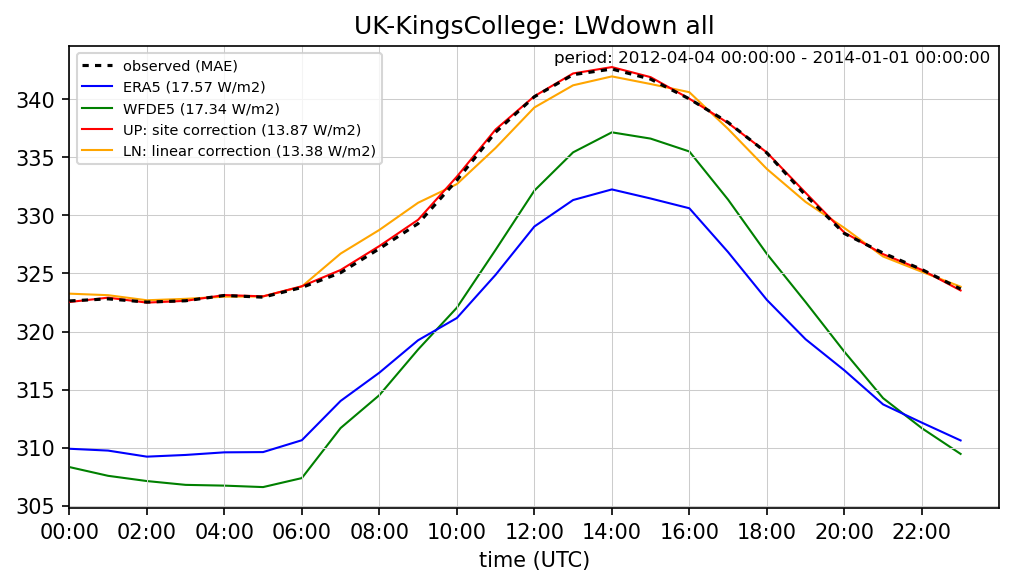 UK-KingsCollege: LWdown all
period: 2012-04-04 00:00:00 - 2014-01-01 00:00:00
observed (MAE)
ERA5 (17.57 W/m2)
WFDE5 (17.34 W/m2)
UP: site correction (13.87 W/m2)
LN: linear correction (13.38 W/m2)
340
335
330
325
320
315
310
305
00:00 02:00 04:00 06:00 08:00 10:00 12:00 14:00 16:00 18:00 20:00 22:00
time (UTC)